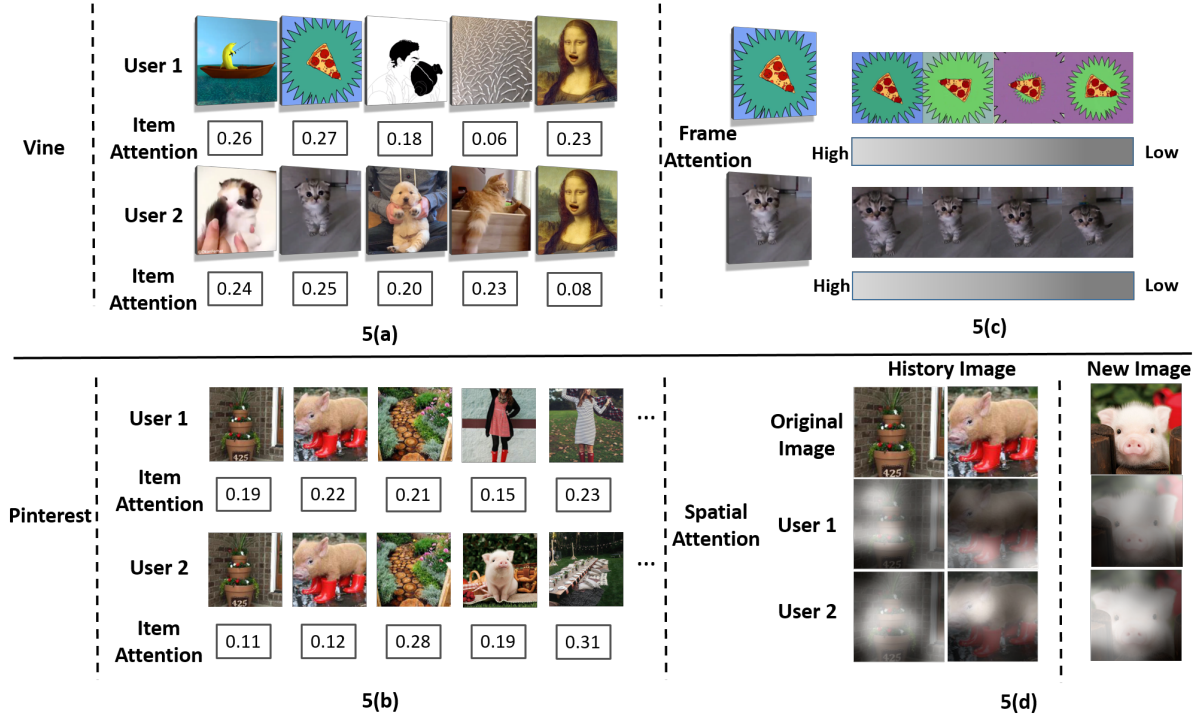 Vine
User 1
Item
Attention
0.26
0.27
0.18
0.06
0.23
User 2
Item
Attention
0.24
0.25
0.20
0.23
0.08
5(a)
Frame
Attention
High
Low
High
Low
5(c)
Pinterest
User 1
425
...
Item
Attention
0.19
0.22
0.21
0.15
0.23
User 2
425
...
Item
Attention
0.11
0.12
0.28
0.19
0.31
5(b)
Spatial
Attention
History Image
New Image
Original
Image
425
User 1
User 2
5(d)